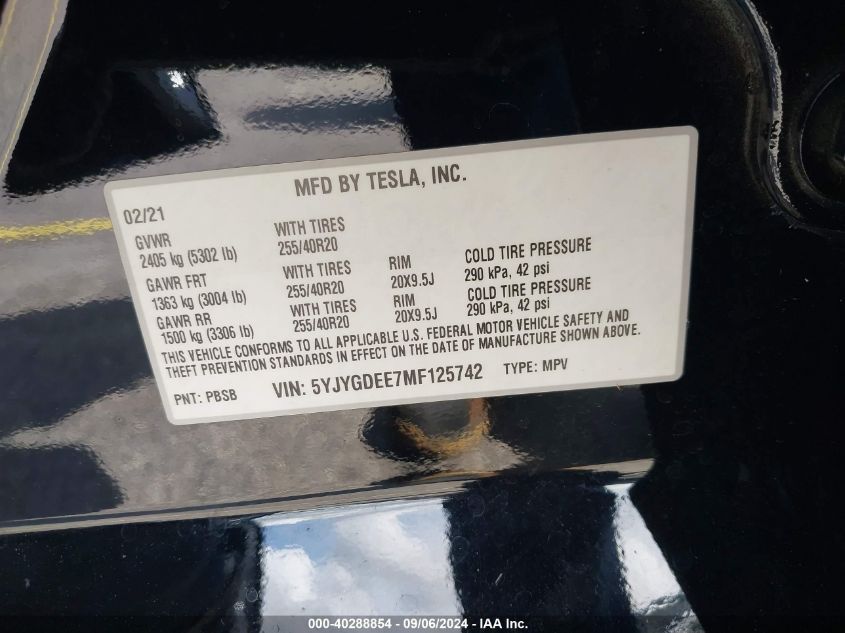 MFD BY TESLA, INC.
02/21
GVWR
2405 kg (5302 lb)
WITH TIRES
255/40R20
GAWR FRT
1363 kg (3004 lb)
WITH TIRES
255/40R20
RIM
20X9.5J
COLD TIRE PRESSURE
290 kPa, 42 psi
GAWR RR
1500 kg (3306 lb)
WITH TIRES
255/40R20
RIM
20X9.5J
COLD TIRE PRESSURE
290 kPa, 42 psi
THIS VEHICLE CONFORMS TO ALL APPLICABLE U.S. FEDERAL MOTOR VEHICLE SAFETY AND
THEFT PREVENTION STANDARDS IN EFFECT ON THE DATE OF MANUFACTURE SHOWN ABOVE.
PNT: PBSB VIN: 5YJYGDEE7MF125742 TYPE: MPV
000-40288854 - 09/06/2024 - IAA Inc.